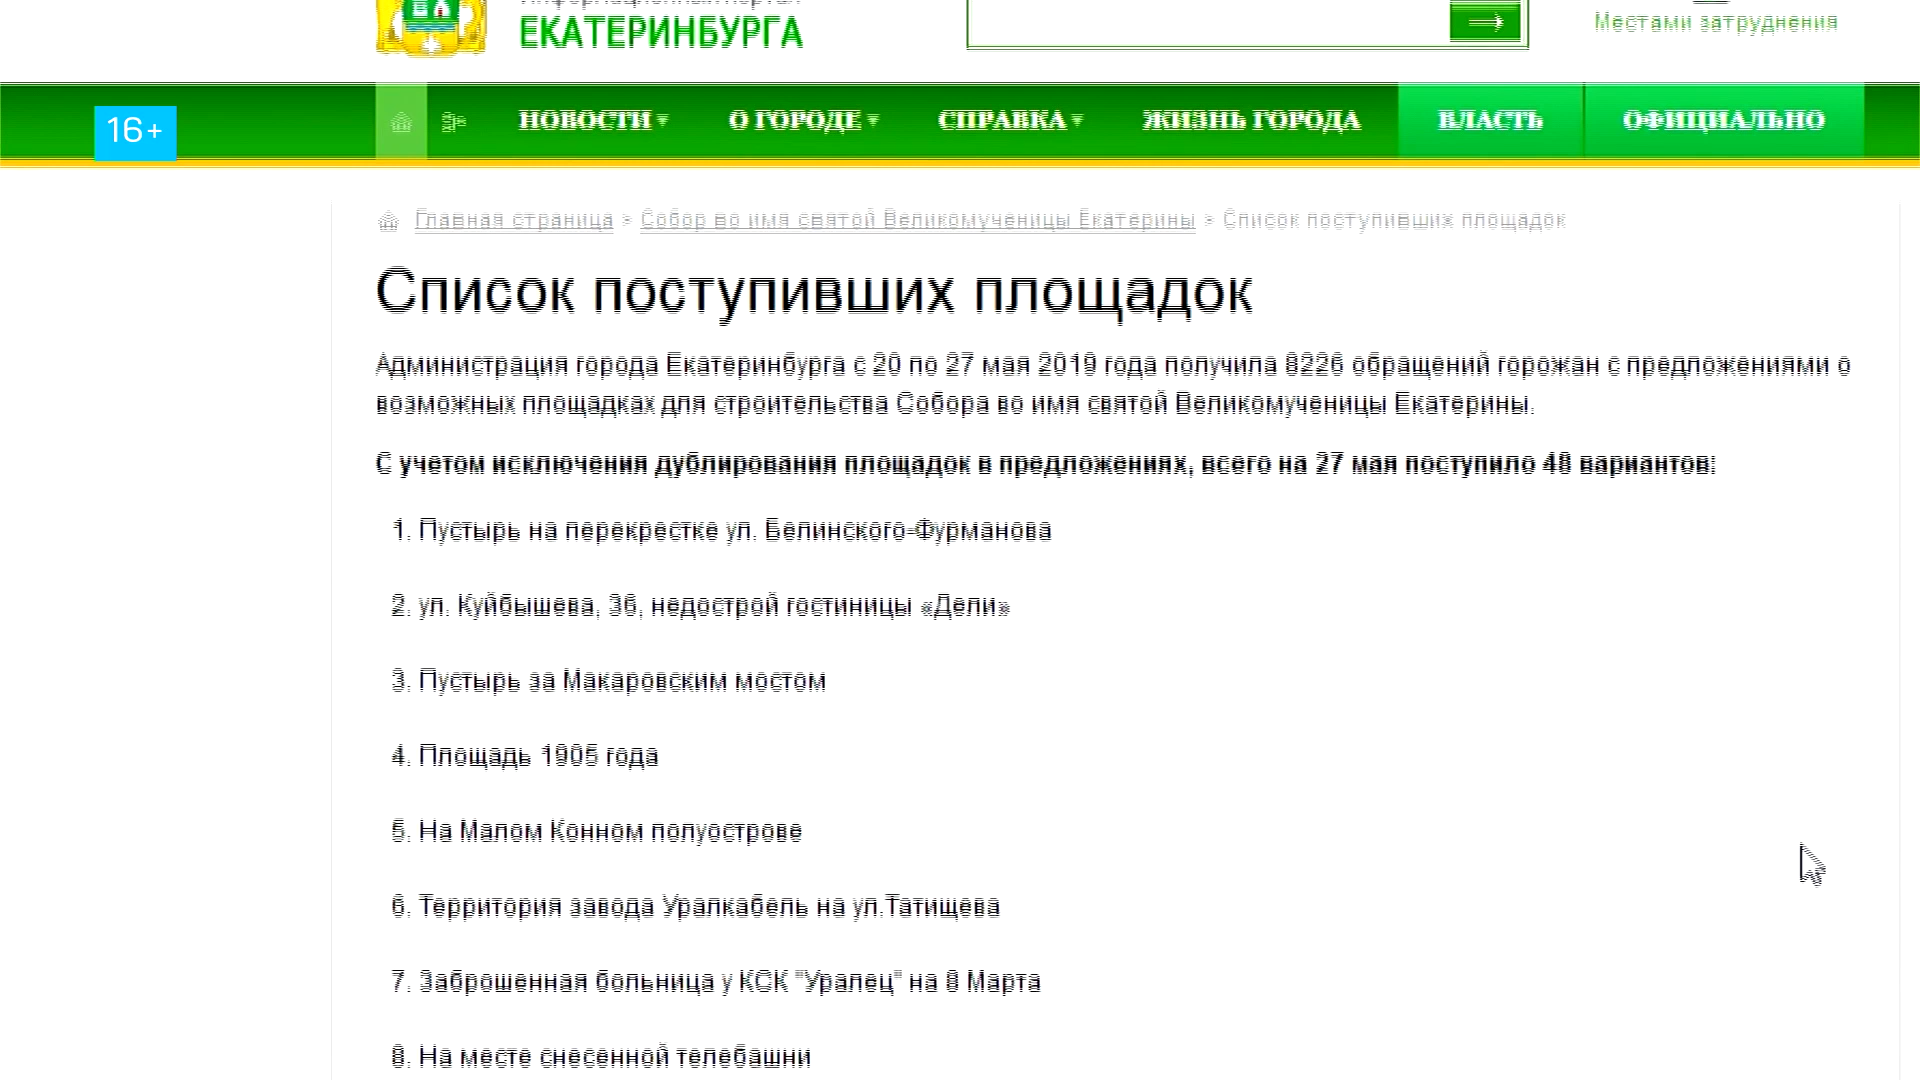 ЕКАТЕРИНБУРГА
Местами затруднения
16+
НОВОСТИ О ГОРОДЕ СПРАВКА ЖИЗНЬ ГОРОДА ВЛАСТЬ ОФИЦИАЛЬНО
Главная страница > Собор во имя святой Великомученицы Екатерины > Список поступивших площадок
Список поступивших площадок
Администрация города Екатеринбурга с 20 по 27 мая 2019 года получила 8226 обращений горожан с предложениями о
возможных площадках для строительства Собора во имя святой Великомученицы Екатерины.
С учетом исключения дублирования площадок в предложениях, всего на 27 мая поступило 48 вариантов:
1. Пустырь на перекрестке ул. Белинского-Фурманова
2. ул. Куйбышева, 36, недострой гостиницы «Дели»
3. Пустырь за Макаровским мостом
4. Площадь 1905 года
5. На Малом Конном полуострове
6. Территория завода Уралкабель на ул.Татищева
7. Заброшенная больница у КСК "Уралец" на 8 Марта
8. На месте снесенной телебашни